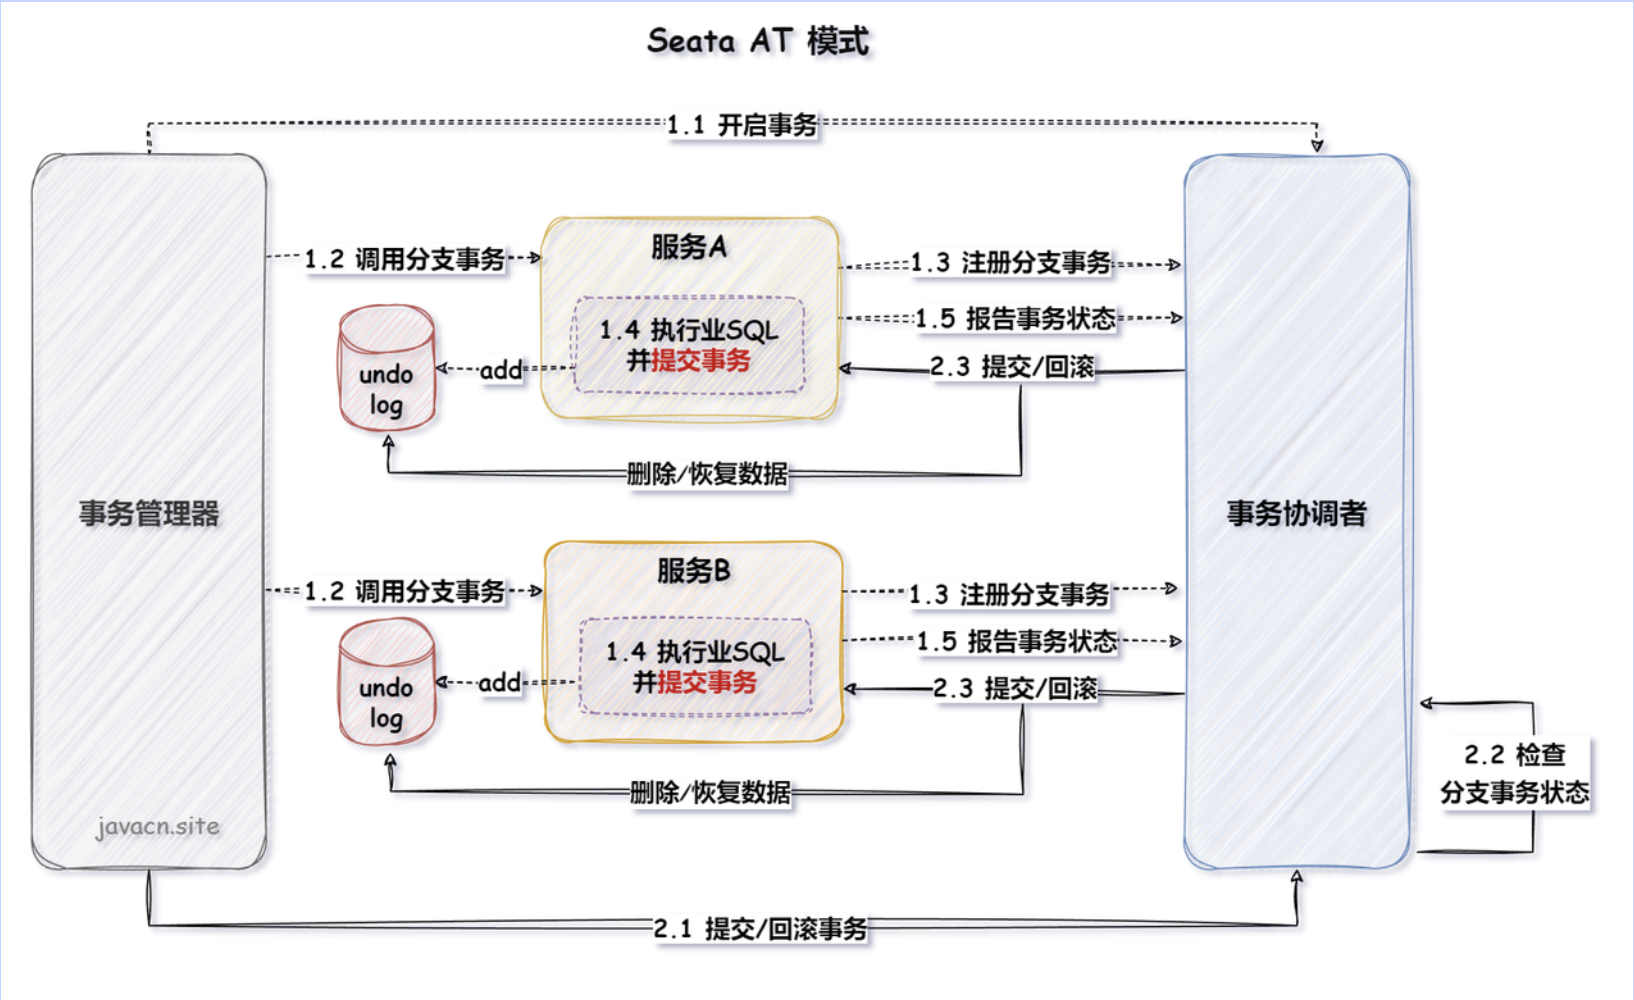 Seata AT 模式
1.1 开启事务
服务A
1.2 调用分支事务
1.3 注册分支事务
1.4 执行业SQL
并提交事务
1.5 报告事务状态
add
undo
log
2.3 提交/回滚
删除/恢复数据
事务管理器
事务协调者
服务B
1.2 调用分支事务
1.3 注册分支事务
1.4 执行业SQL
并提交事务
1.5 报告事务状态
add
undo
log
2.3 提交/回滚
2.2 检查
分支事务状态
删除/恢复数据
javacn.site
2.1 提交/回滚事务